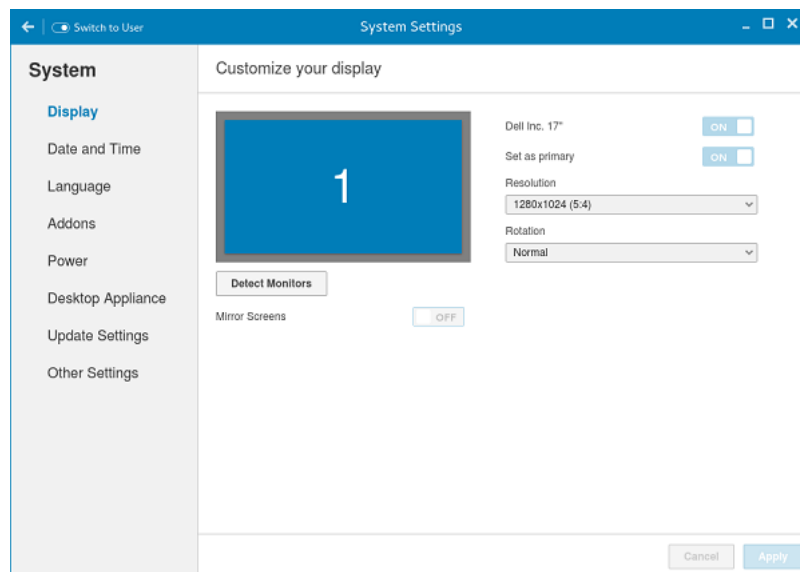 Switch to User
System Settings
System
Display
Date and Time
Language
Addons
Power
Desktop Appliance
Update Settings
Other Settings
Customize your display
1
Detect Monitors
Mirror Screens OFF
Dell Inc. 17" ON
Set as primary ON
Resolution
1280x1024 (5:4)
Rotation
Normal
Cancel Apply